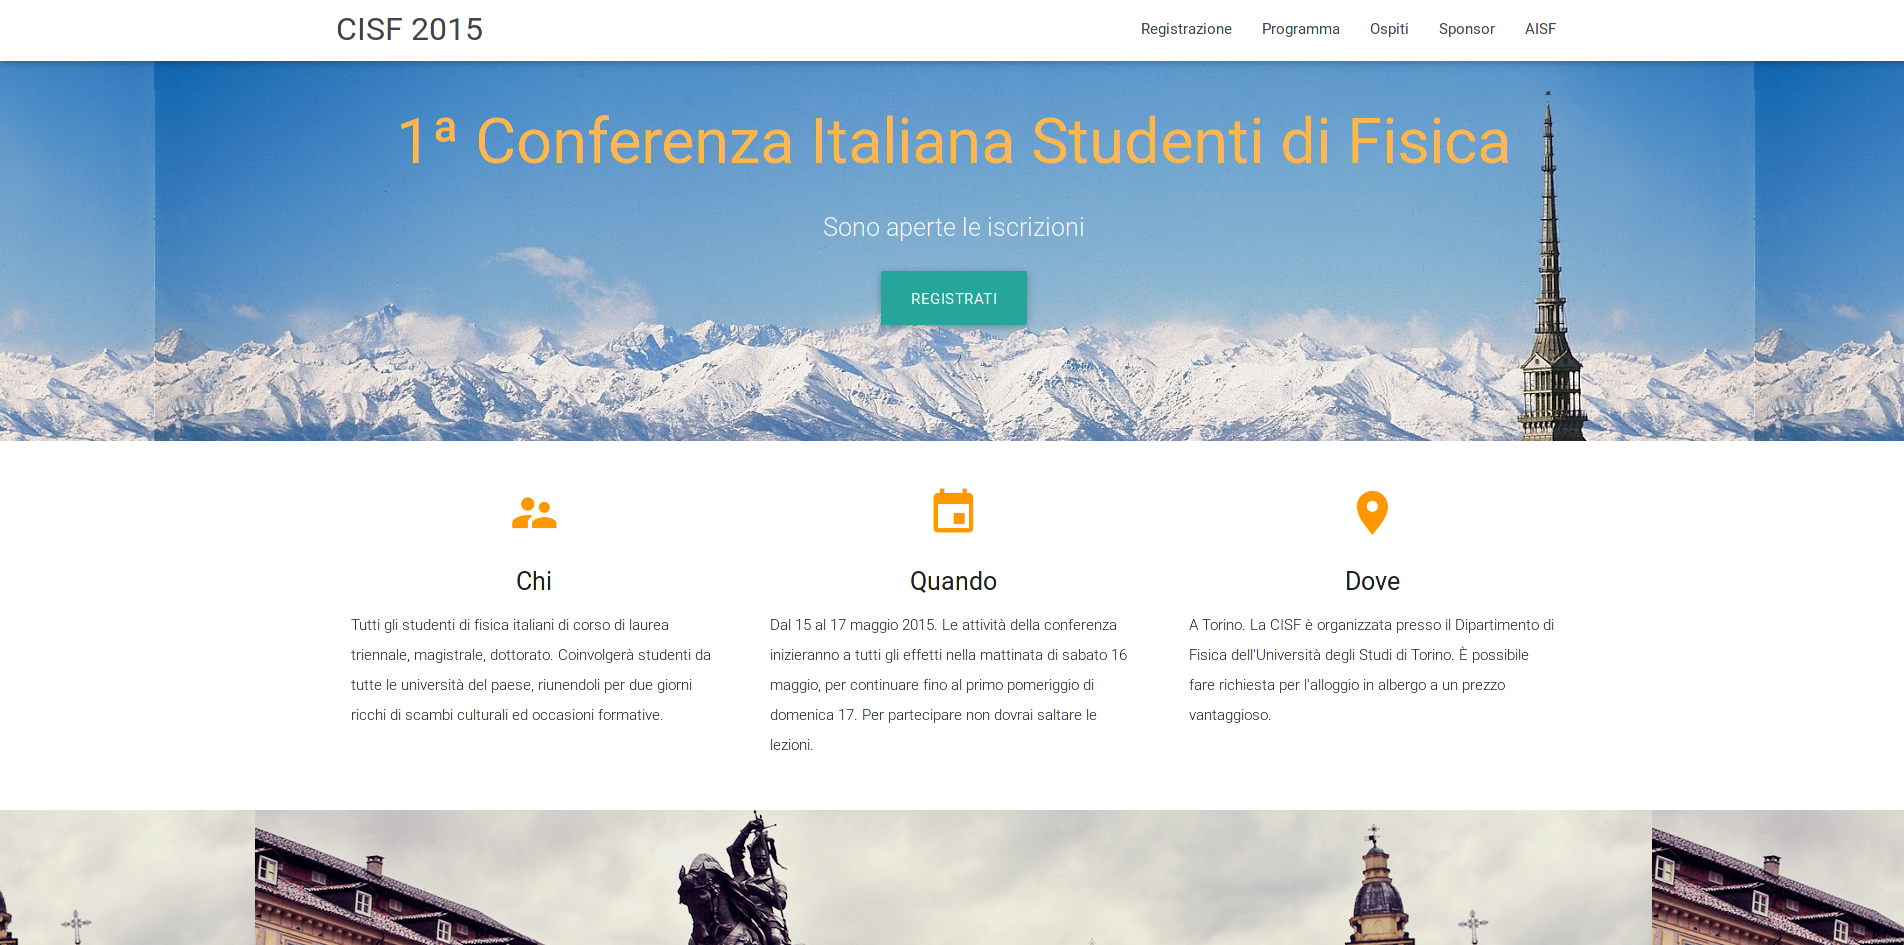 CISF 2015
Registrazione Programma Ospiti Sponsor AISF
1ª Conferenza Italiana Studenti di Fisica
Sono aperte le iscrizioni
REGISTRATI
Chi
Tutti gli studenti di fisica italiani di corso di laurea
triennale, magistrale, dottorato. Coinvolgerà studenti da
tutte le università del paese, riunendoli per due giorni
ricchi di scambi culturali ed occasioni formative.
Quando
Dal 15 al 17 maggio 2015. Le attività della conferenza
inizieranno a tutti gli effetti nella mattinata di sabato 16
maggio, per continuare fino al primo pomeriggio di
domenica 17. Per partecipare non dovrai saltare le
lezioni.
Dove
A Torino. La CISF è organizzata presso il Dipartimento di
Fisica dell'Università degli Studi di Torino. È possibile
fare richiesta per l'alloggio in albergo a un prezzo
vantaggioso.